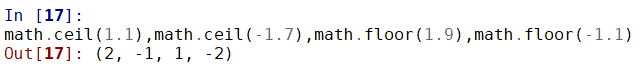 In [17]:
math.ceil(1.1),math.ceil(-1.7),math.floor(1.9),math.floor(-1.1)
Out[17]: (2, -1, 1, -2)